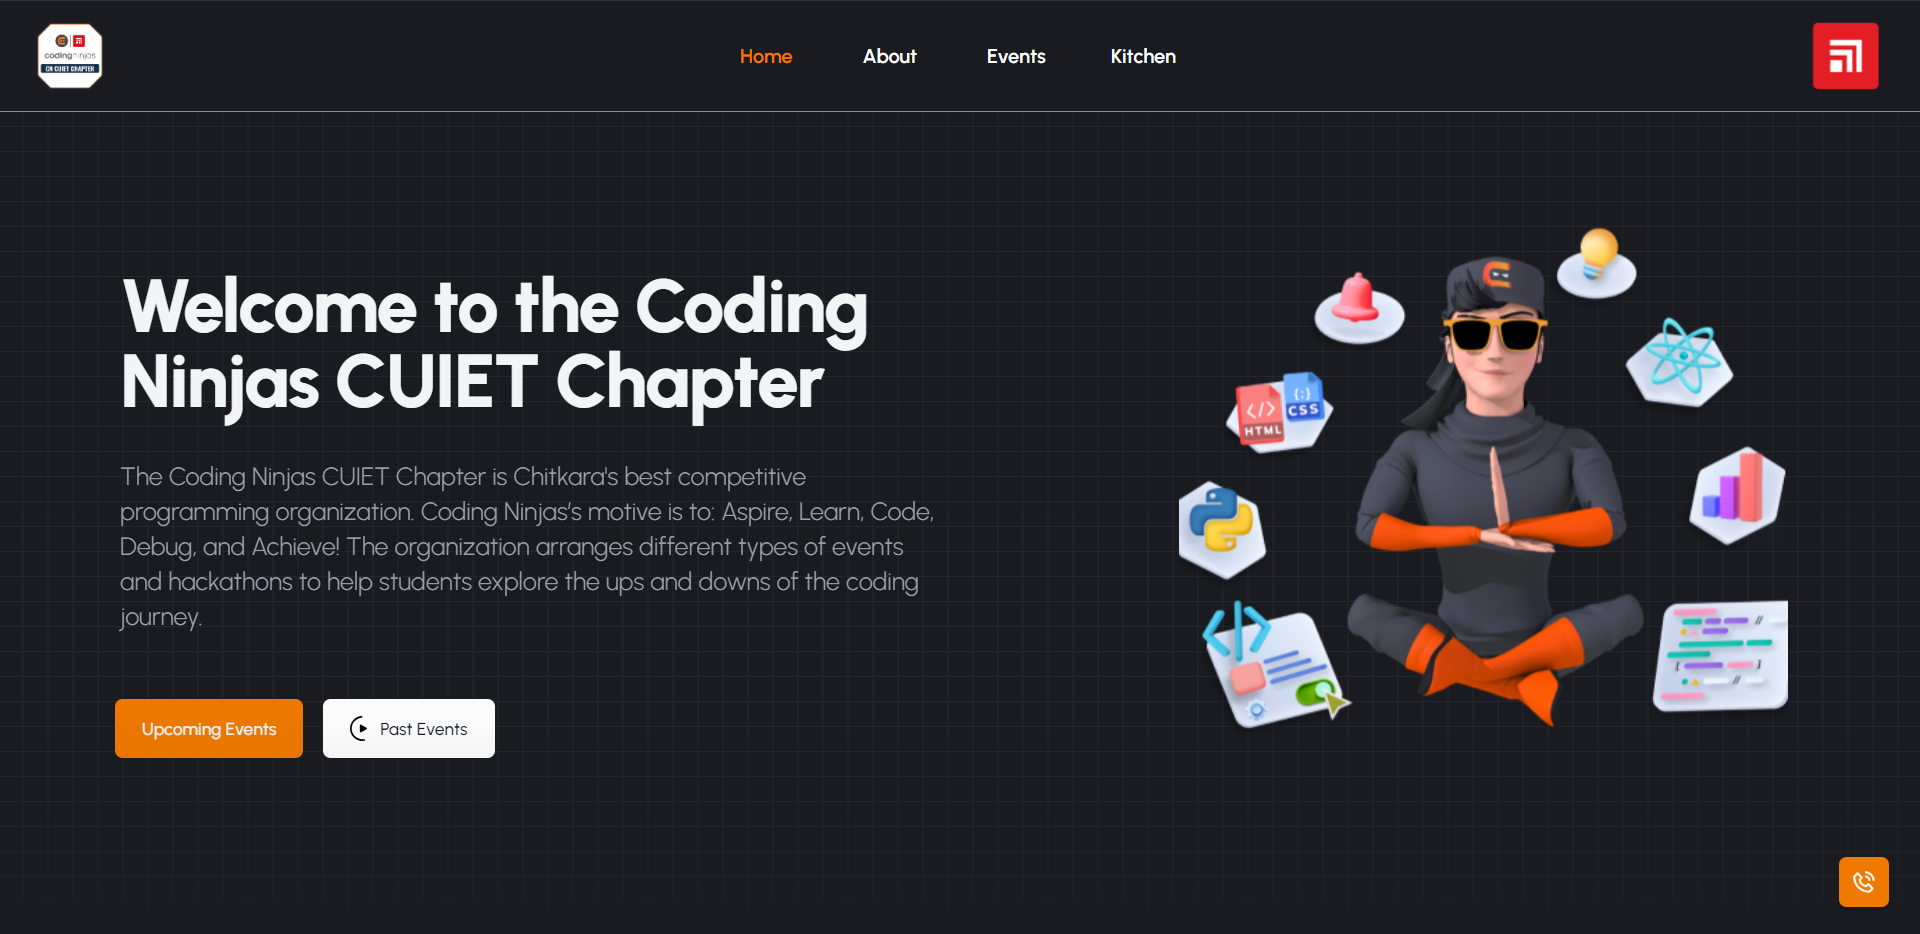 codingninjas
CN CUIET CHAPTER
Home
About
Events
Kitchen
Welcome to the Coding
Ninjas CUIET Chapter
The Coding Ninjas CUIET Chapter is Chitkara's best competitive
programming organization. Coding Ninjas’s motive is to: Aspire, Learn, Code,
Debug, and Achieve! The organization arranges different types of events
and hackathons to help students explore the ups and downs of the coding
journey.
Upcoming Events
Past Events
</>
HTML
{;}
CSS
</>
//
[ ]
//